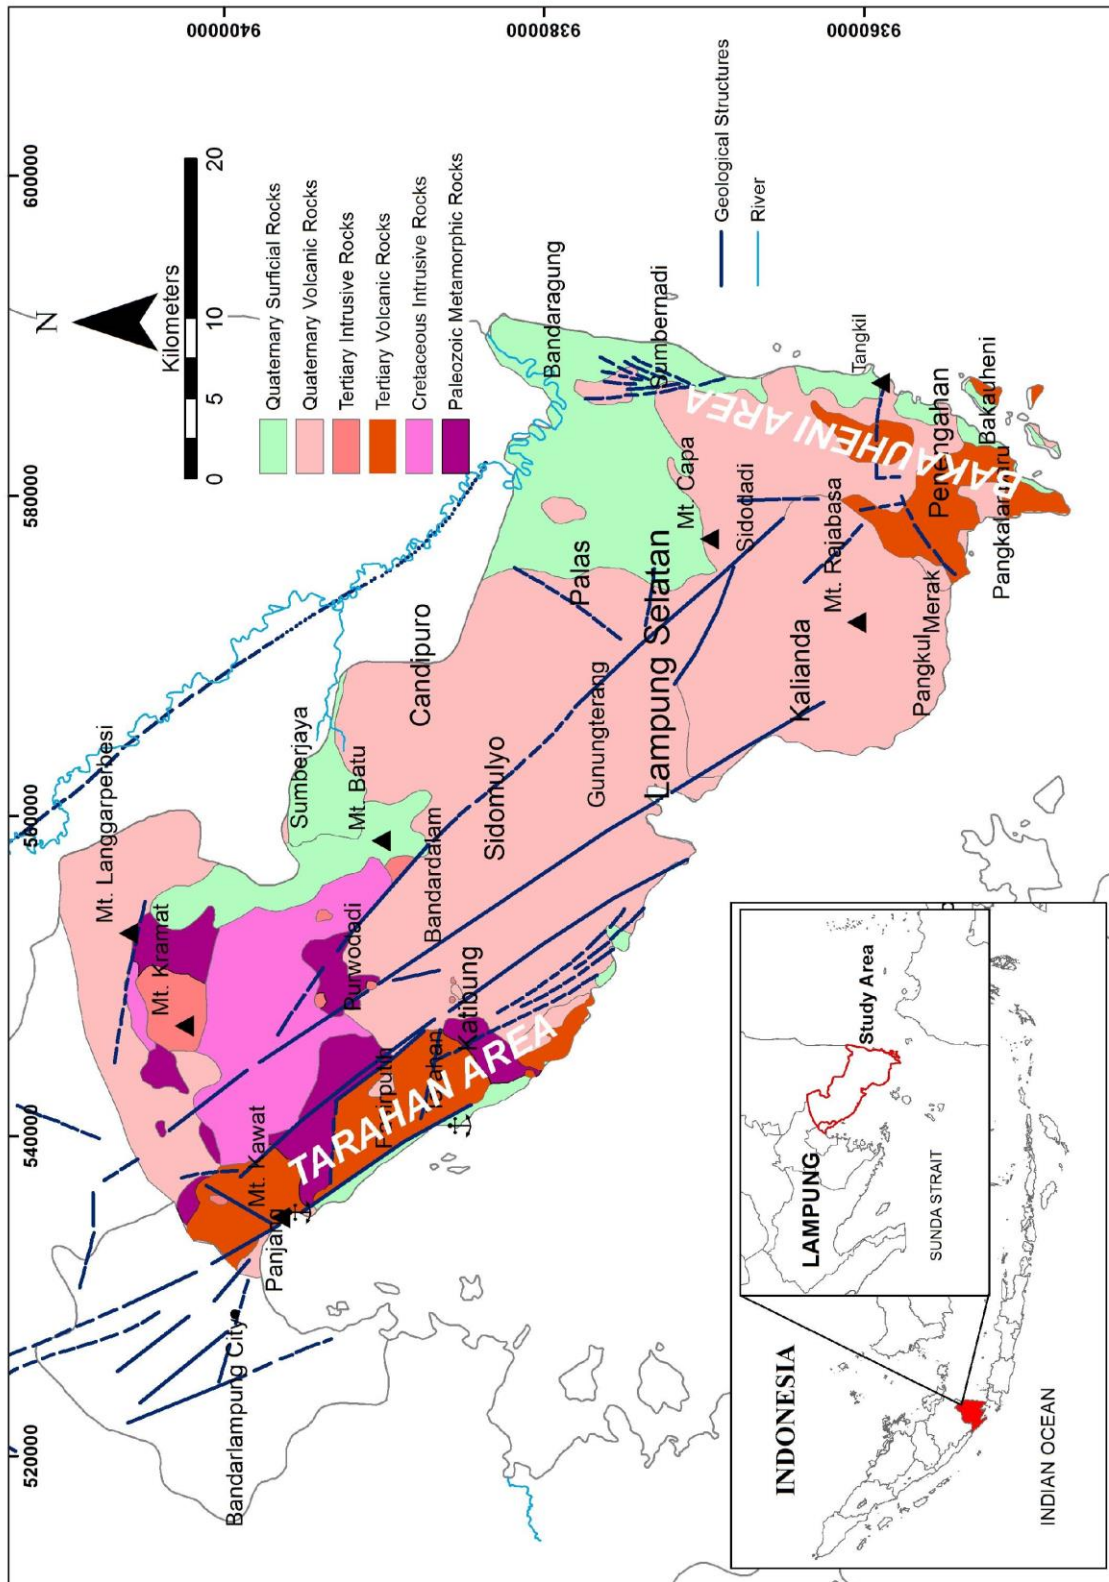 520000
540000
560000
580000
600000
9400000
9380000
9360000
N
Kilometers
0
5
10
20
Quaternary Surficial Rocks
Quaternary Volcanic Rocks
Tertiary Intrusive Rocks
Tertiary Volcanic Rocks
Cretaceous Intrusive Rocks
Paleozoic Metamorphic Rocks
Geological Structures
River
Mt. Langgarperbesi
Mt. Kramat
Sumberjaya
Mt. Batu
Candipuro
Bandarlampung City
Panjang
Mt. Kawat
Purwodadi
Bandardalam
Sidomulyo
Katibung
TARAHAN AREA
Gunungterang
Palas
Lampung Selatan
Bandaragung
Sumbernadi
Mt. Capa
Sidodadi
BAKAUHENI AREA
Kalianda
Mt. Rajabasa
Tangkil
Penengahan
Bakauheni
Pangkul
Merak
INDONESIA
INDIAN OCEAN
LAMPUNG
Study Area
SUNDA STRAIT